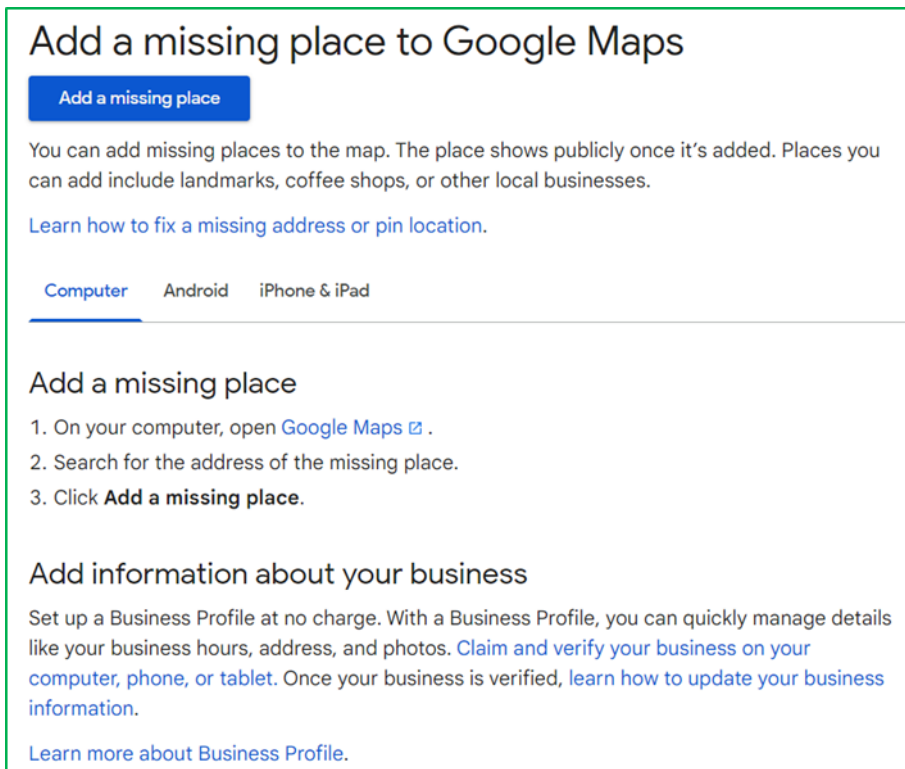 Add a missing place to Google Maps
Add a missing place
You can add missing places to the map. The place shows publicly once it's added. Places you
can add include landmarks, coffee shops, or other local businesses.
Learn how to fix a missing address or pin location.
Computer Android iPhone & iPad
Add a missing place
1. On your computer, open Google Maps .
2. Search for the address of the missing place.
3. Click Add a missing place.
Add information about your business
Set up a Business Profile at no charge. With a Business Profile, you can quickly manage details
like your business hours, address, and photos. Claim and verify your business on your
computer, phone, or tablet. Once your business is verified, learn how to update your business
information.
Learn more about Business Profile.